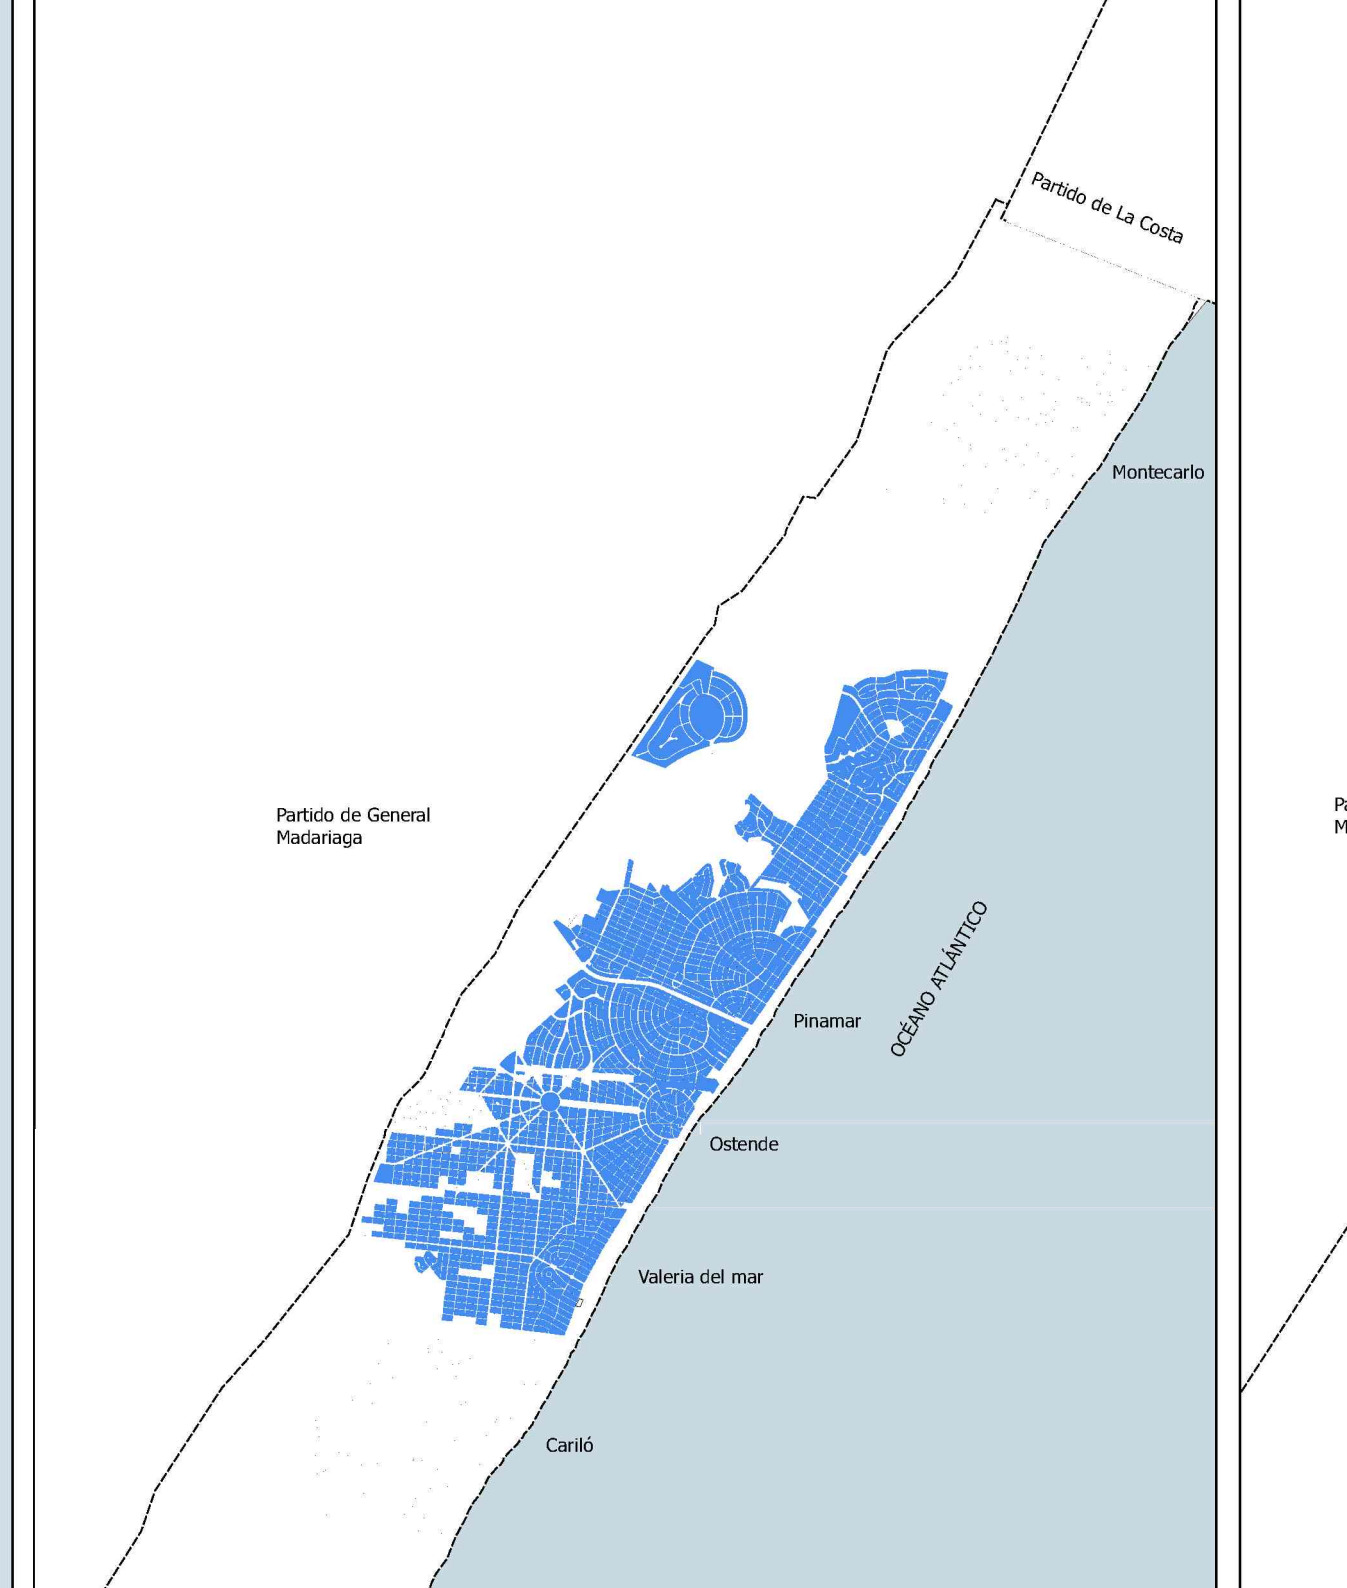 Partido de La Costa
Montecarlo
Partido de General
Madariaga
OCÉANO ATLÁNTICO
Pinamar
Ostende
Valeria del mar
Cariló